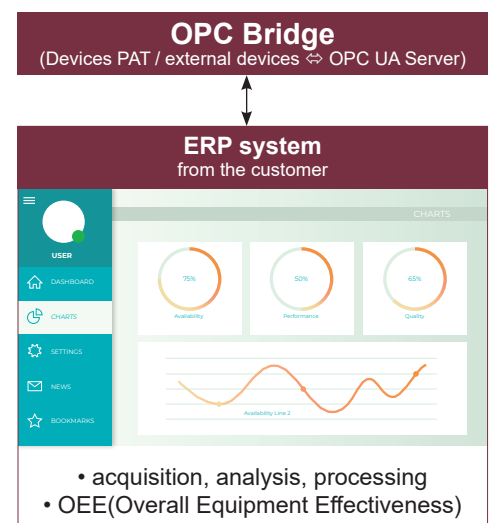 OPC Bridge
(Devices PAT / external devices ⇔ OPC UA Server)
ERP system
from the customer
CHARTS
USER
DASHBOARD
CHARTS
SETTINGS
NEWS
BOOKMARKS
75%
Availability
50%
Performance
65%
Quality
Availability Line 2
• acquisition, analysis, processing
• OEE(Overall Equipment Effectiveness)